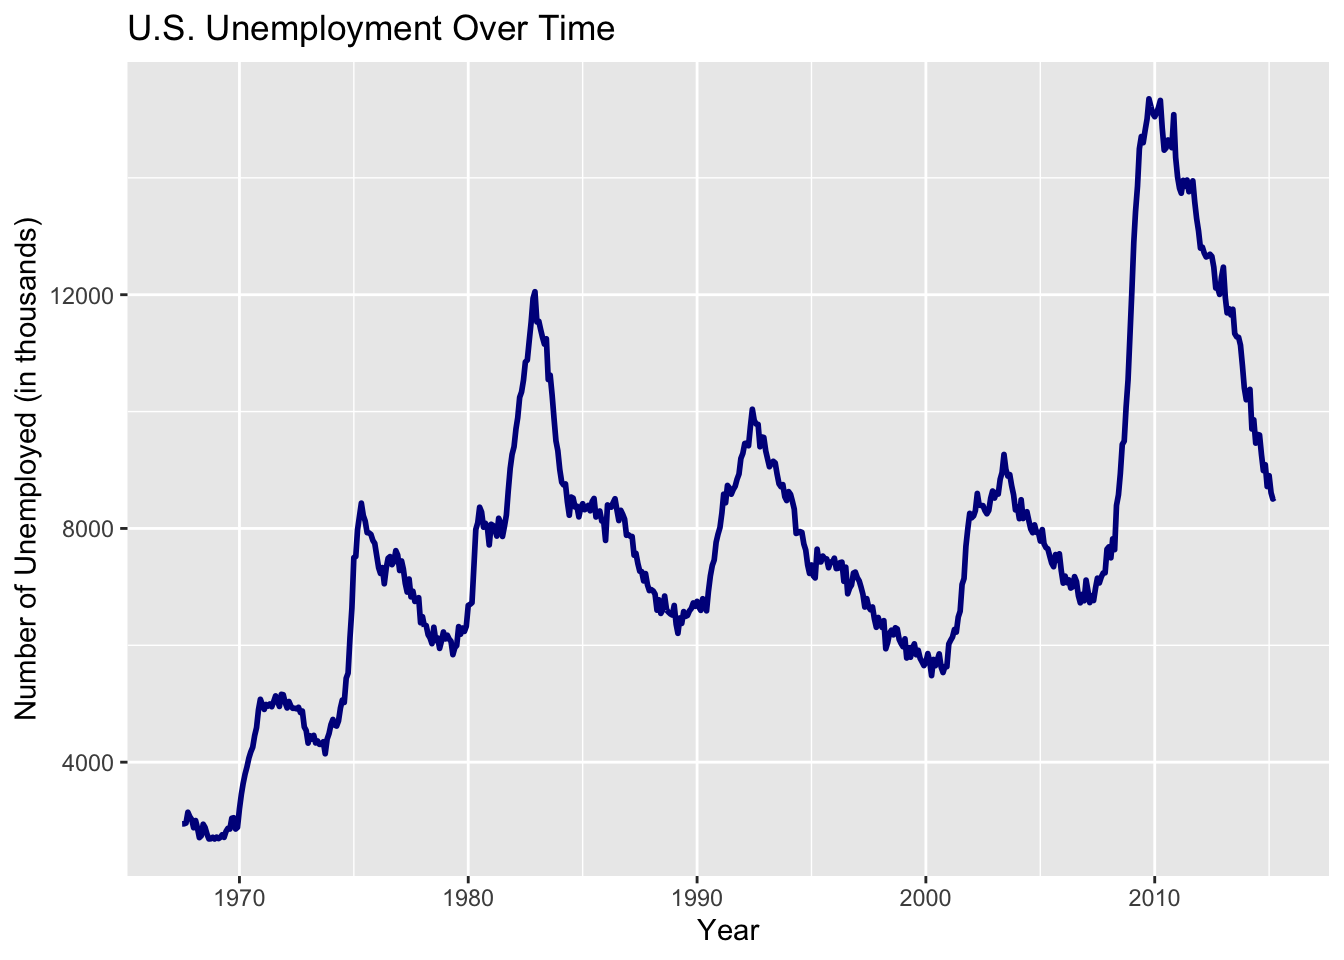 U.S. Unemployment Over Time
Number of Unemployed (in thousands)
12000
8000
4000
1970 1980 1990 2000 2010
Year